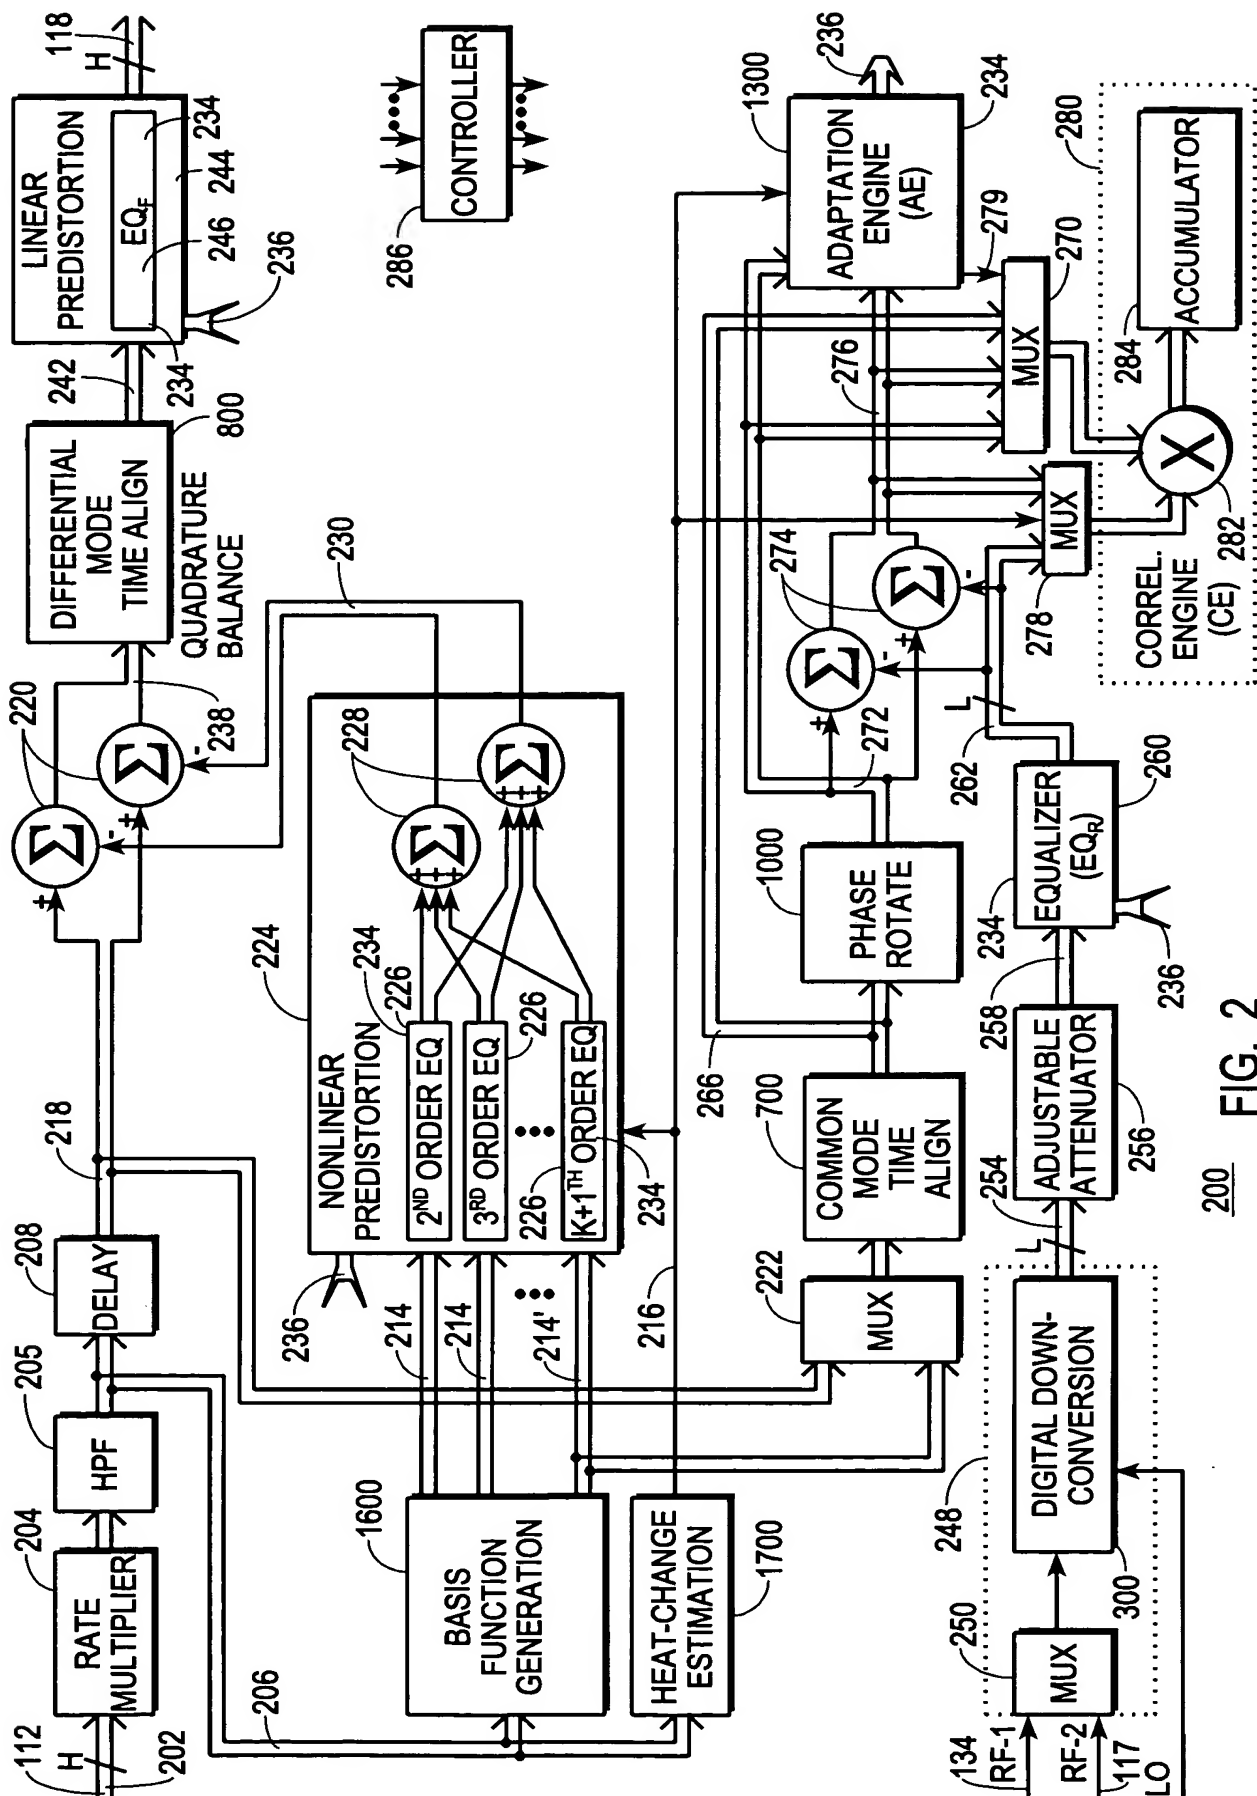 112
H
202
204
RATE
MULTIPLIER
205
HPF
208
DELAY
218
206
220
+
-
+
-
238
DIFFERENTIAL
MODE
TIME ALIGN
800
QUADRATURE
BALANCE
242
LINEAR
PREDISTORTION
EQF
234
234
246
244
236
H
118
1600
BASIS
FUNCTION
GENERATION
214
214
214'
236
224
NONLINEAR
PREDISTORTION
2ND ORDER EQ
3RD ORDER EQ
K+1TH ORDER EQ
234
226
226
226
234
Σ
Σ
Σ
Σ
+++
+++
228
230
286
CONTROLLER
HEAT-CHANGE
ESTIMATION
1700
216
222
MUX
700
COMMON
MODE
TIME
ALIGN
266
1000
PHASE
ROTATE
272
+
-
+
-
Σ
Σ
274
276
1300
ADAPTATION
ENGINE
(AE)
236
234
279
MUX
270
MUX
278
280
284
ACCUMULATOR
X
282
CORREL.
ENGINE
(CE)
134
RF-1
RF-2
117
LO
250
MUX
248
DIGITAL DOWN-
CONVERSION
300
L
254
ADJUSTABLE
ATTENUATOR
256
258
234
EQUALIZER
(EQR)
260
236
262
L
200
FIG. 2